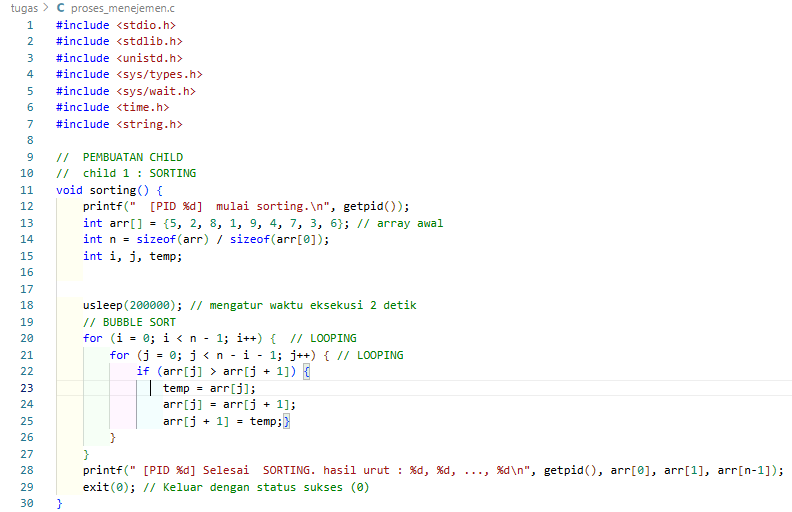 tugas > C proses_menejemen.c
1 #include <stdio.h>
2 #include <stdlib.h>
3 #include <unistd.h>
4 #include <sys/types.h>
5 #include <sys/wait.h>
6 #include <time.h>
7 #include <string.h>
8
9 //  PEMBUATAN CHILD
10 //  child 1 : SORTING
11 void sorting() {
12     printf("  [PID %d]  mulai sorting.\n", getpid());
13     int arr[] = {5, 2, 8, 1, 9, 4, 7, 3, 6}; // array awal
14     int n = sizeof(arr) / sizeof(arr[0]);
15     int i, j, temp;
16
17
18     usleep(200000); // mengatur waktu eksekusi 2 detik
19     // BUBBLE SORT
20     for (i = 0; i < n - 1; i++) {  // LOOPING
21         for (j = 0; j < n - i - 1; j++) { // LOOPING
22             if (arr[j] > arr[j + 1]) {
23                 temp = arr[j];
24                 arr[j] = arr[j + 1];
25                 arr[j + 1] = temp;}
26         }
27     }
28     printf(" [PID %d] Selesai  SORTING. hasil urut : %d, %d, ..., %d\n", getpid(), arr[0], arr[1], arr[n-1]);
29     exit(0); // Keluar dengan status sukses (0)
30 }